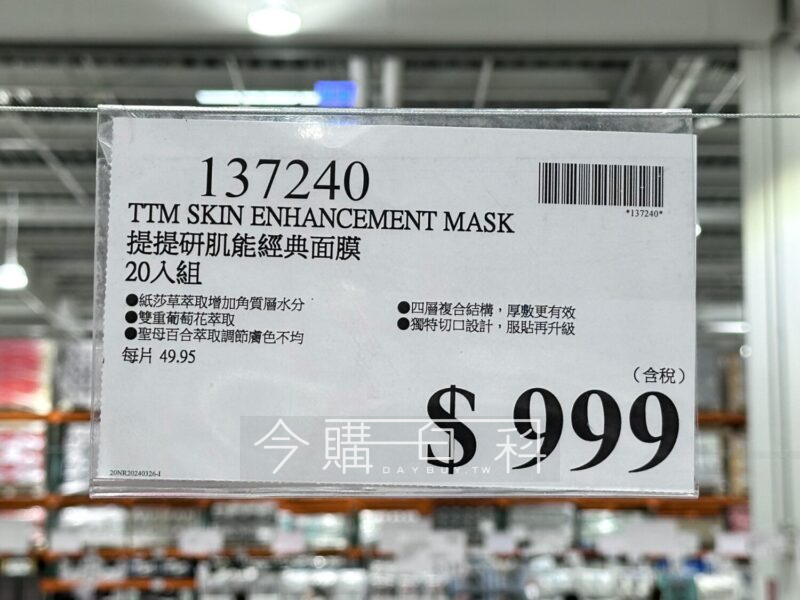 137240
*137240*
TTM SKIN ENHANCEMENT MASK
提提研肌能經典面膜
20入組
●紙莎草萃取增加角質層水分
●雙重葡萄花萃取
●聖母百合萃取調節膚色不均
●四層複合結構，厚敷更有效
●獨特切口設計，服貼再升級
每片 49.95
（含稅）
$ 999
今購百科
DAYBUY.TW
20NR20240326-I